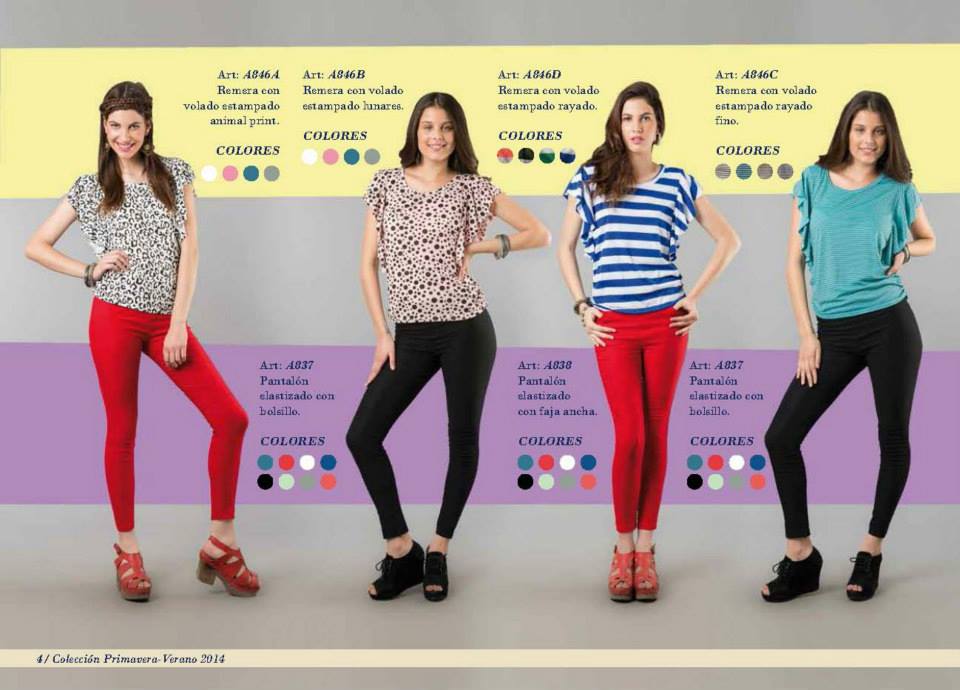 Art: A846A
Remera con
volado estampado
animal print.
COLORES
Art: A846B
Remera con volado
estampado lunares.
COLORES
Art: A846D
Remera con volado
estampado rayado.
COLORES
Art: A846C
Remera con volado
estampado rayado
fino.
COLORES
Art: A837
Pantalón
elastizado con
bolsillo.
COLORES
Art: A838
Pantalón
elastizado
con faja ancha.
COLORES
Art: A837
Pantalón
elastizado con
bolsillo.
COLORES
4/ Colección Primavera-Verano 2014